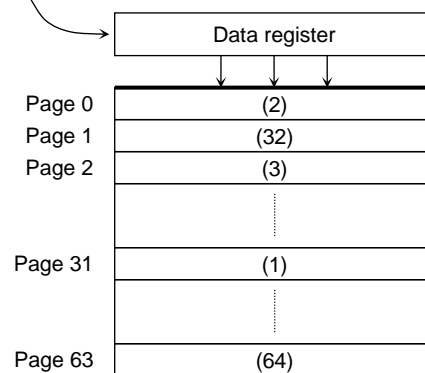 Data register
Page 0 (2)
Page 1 (32)
Page 2 (3)
Page 31 (1)
Page 63 (64)